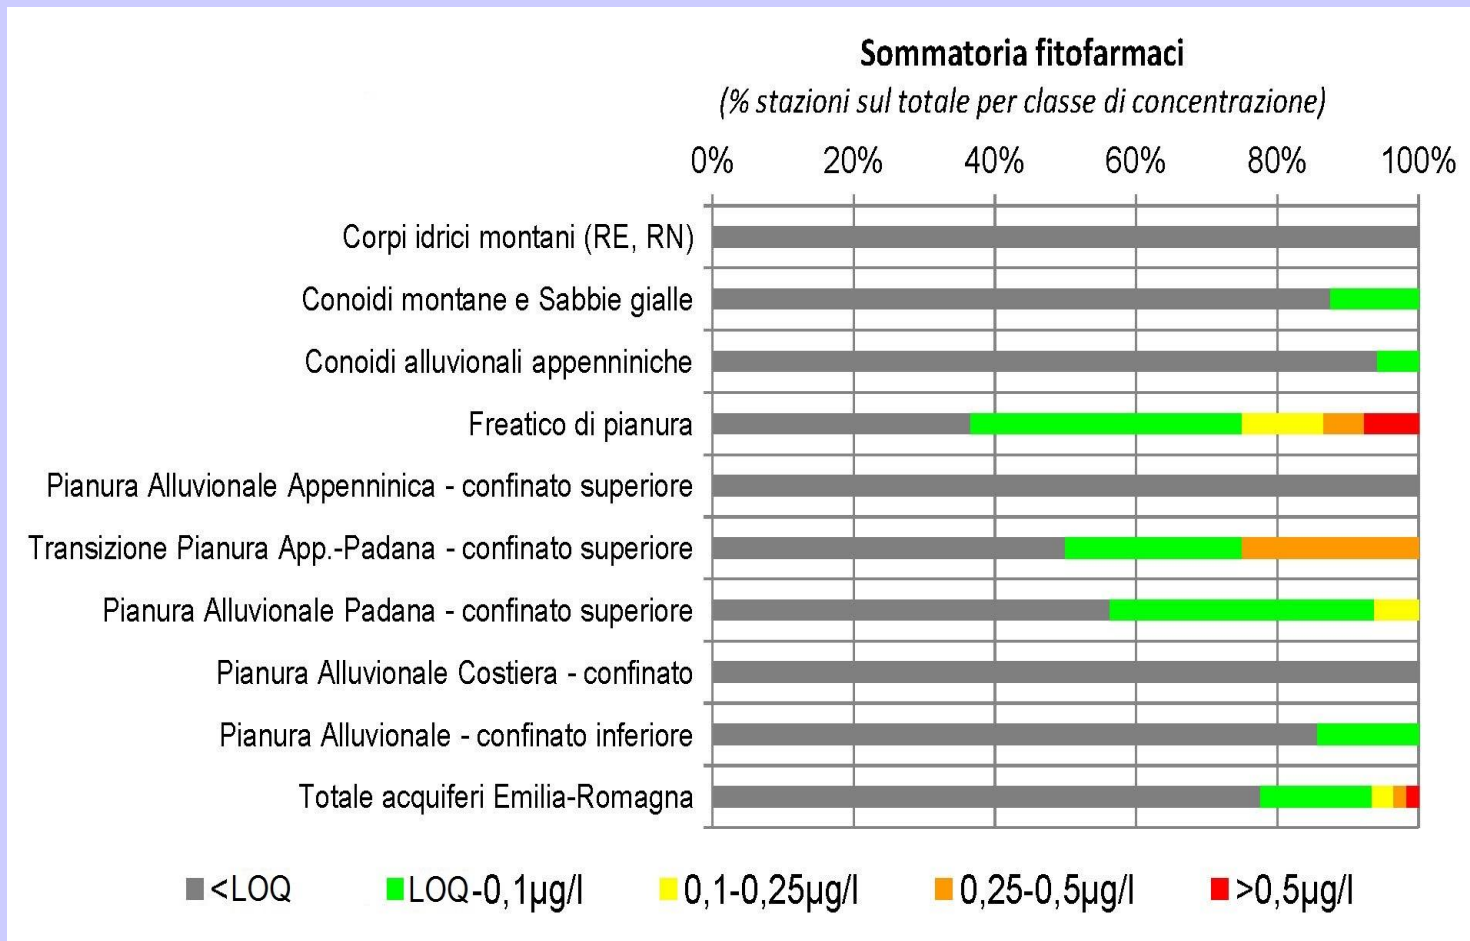 Sommatoria fitofarmaci
(% stazioni sul totale per classe di concentrazione)
0% 20% 40% 60% 80% 100%
Corpi idrici montani (RE, RN)
Conoidi montane e Sabbie gialle
Conoidi alluvionali appenniniche
Freatico di pianura
Pianura Alluvionale Appenninica - confinato superiore
Transizione Pianura App.-Padana - confinato superiore
Pianura Alluvionale Padana - confinato superiore
Pianura Alluvionale Costiera - confinato
Pianura Alluvionale - confinato inferiore
Totale acquiferi Emilia-Romagna
<LOQ LOQ-0,1µg/l 0,1-0,25µg/l 0,25-0,5µg/l >0,5µg/l